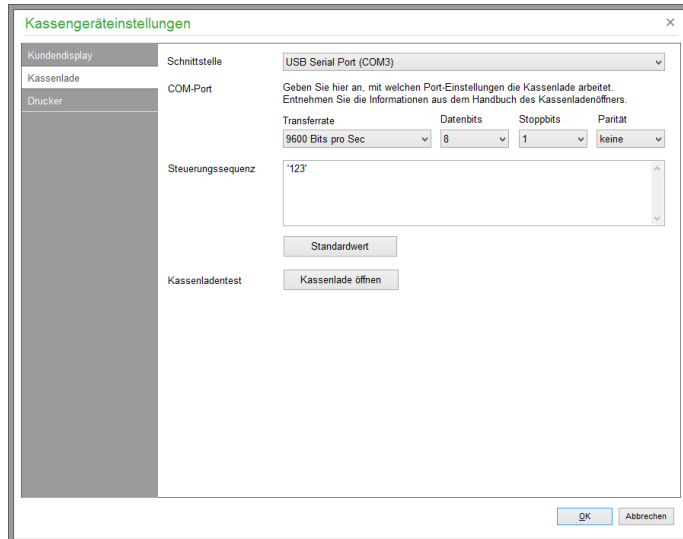 Kassengeräteinstellungen
Kundendisplay
Kassenlade
Drucker
Schnittstelle
USB Serial Port (COM3)
COM-Port
Geben Sie hier an, mit welchen Port-Einstellungen die Kassenlade arbeitet.
Entnehmen Sie die Informationen aus dem Handbuch des Kassenladenöffners.
Transferrate
Datenbits
Stoppbits
Parität
9600 Bits pro Sec
8
1
keine
Steuerungssequenz
'123'
Standardwert
Kassenladentest
Kassenlade öffnen
OK
Abbrechen